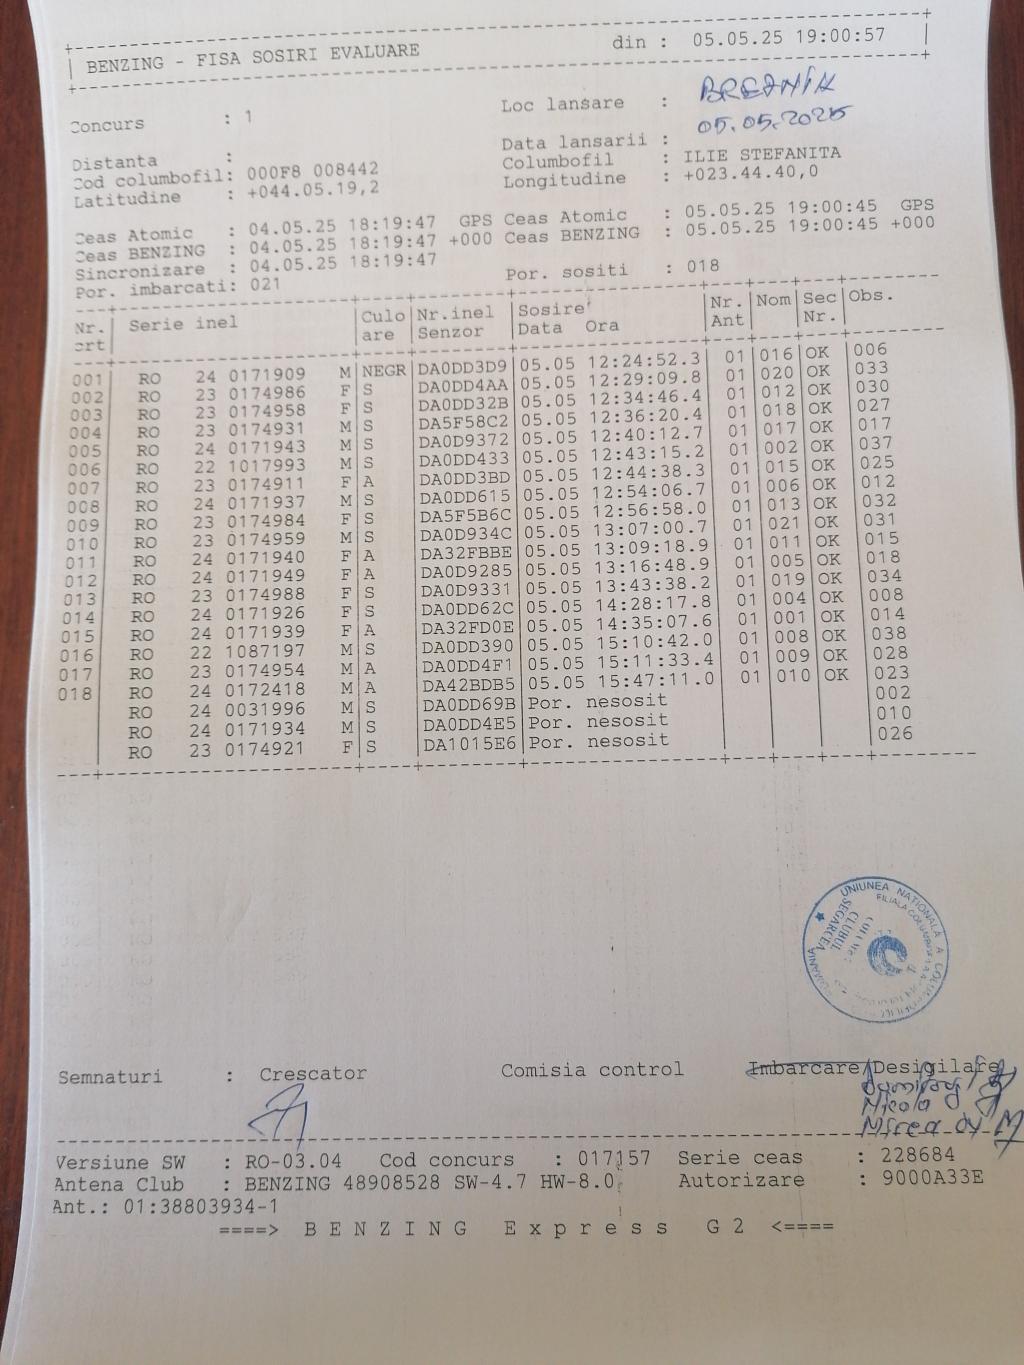 BENZING - FISA SOSIRI EVALUARE din : 05.05.25 19:00:57
Concurs : 1 Loc lansare : BREZNIK
Distanta : Data lansarii : 05.05.2025
Cod columbofil: 000F8 008442 Columbofil : ILIE STEFANITA
Latitudine : +044.05.19,2 Longitudine : +023.44.40,0
Ceas Atomic : 04.05.25 18:19:47 GPS Ceas Atomic : 05.05.25 19:00:45 GPS
Ceas BENZING : 04.05.25 18:19:47 +000 Ceas BENZING : 05.05.25 19:00:45 +000
Sincronizare : 04.05.25 18:19:47
Por. imbarcati: 021 Por. sositi : 018
Nr. Serie inel Culo Nr.inel Sosire Nr. Nom Sec Obs.
crt are Senzor Data Ora Ant Nr.
001 RO 24 0171909 M NEGR DA0DD3D9 05.05 12:24:52.3 01 016 OK 006
002 RO 23 0174986 F S DA0DD4AA 05.05 12:29:09.8 01 020 OK 033
003 RO 23 0174958 F S DA0DD32B 05.05 12:34:46.4 01 012 OK 030
004 RO 23 0174931 M S DA5F58C2 05.05 12:36:20.4 01 018 OK 027
005 RO 24 0171943 M S DA0D9372 05.05 12:40:12.7 01 017 OK 017
006 RO 22 1017993 M S DA0DD433 05.05 12:43:15.2 01 002 OK 037
007 RO 23 0174911 F A DA0DD3BD 05.05 12:44:38.3 01 015 OK 025
008 RO 24 0171937 M S DA0DD615 05.05 12:54:06.7 01 006 OK 012
009 RO 23 0174984 F S DA5F5B6C 05.05 12:56:58.0 01 013 OK 032
010 RO 23 0174959 M S DA0D934C 05.05 13:07:00.7 01 021 OK 031
011 RO 24 0171940 F A DA32FBBE 05.05 13:09:18.9 01 011 OK 015
012 RO 24 0171949 F A DA0D9285 05.05 13:16:48.9 01 005 OK 018
013 RO 23 0174988 F S DA0D9331 05.05 13:43:38.2 01 019 OK 034
014 RO 24 0171926 F S DA0DD62C 05.05 14:28:17.8 01 004 OK 008
015 RO 24 0171939 F A DA32FD0E 05.05 14:35:07.6 01 001 OK 014
016 RO 22 1087197 M S DA0DD390 05.05 15:10:42.0 01 008 OK 038
017 RO 23 0174954 M A DA0DD4F1 05.05 15:11:33.4 01 009 OK 028
018 RO 24 0172418 M A DA42BDB5 05.05 15:47:11.0 01 010 OK 023
RO 24 0031996 M S DA0DD69B Por. nesosit 002
RO 24 0171934 M S DA0DD4E5 Por. nesosit 010
RO 23 0174921 F S DA1015E6 Por. nesosit 026
UNIUNEA NATIONALĂ A COLUMBOFILILOR ROMANIA
CLUBUL
SEGARCEA
Semnaturi : Crescator Comisia control Imbarcare/Desigilare
Nicola
Mircea
Versiune SW : RO-03.04 Cod concurs : 017157 Serie ceas : 228684
Antena Club : BENZING 48908528 SW-4.7 HW-8.0 Autorizare : 9000A33E
Ant.: 01:38803934-1
====> B E N Z I N G E x p r e s s G 2 <====